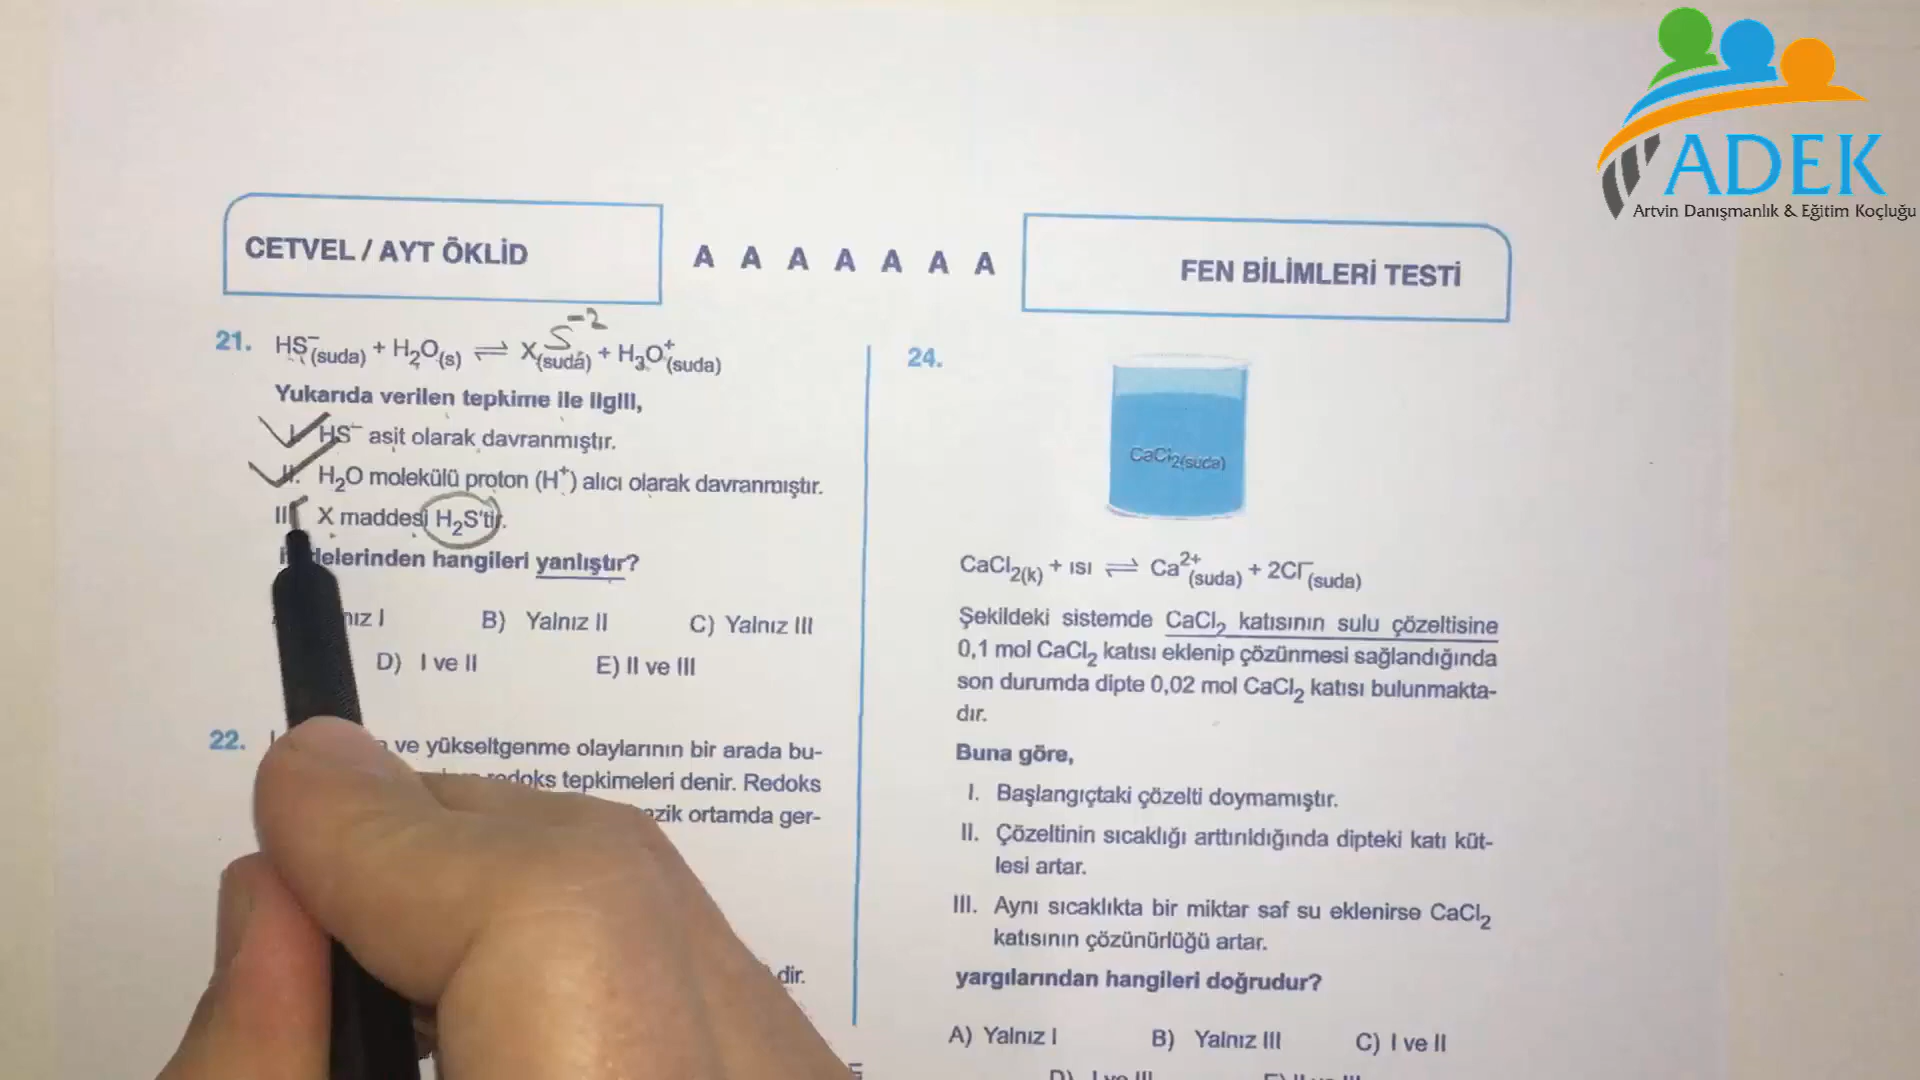 ADEK
Artvin Danışmanlık & Eğitim Koçluğu
CETVEL / AYT ÖKLİD
A A A A A A A
FEN BİLİMLERİ TESTİ
S⁻²
21. HS⁻(suda) + H₂O(s) ⇌ X(suda) + H₃O⁺(suda)
Yukarıda verilen tepkime ile ilgili,
I. HS⁻ asit olarak davranmıştır.
II. H₂O molekülü proton (H⁺) alıcı olarak davranmıştır.
III. X maddesi H₂S'tir.
hangileri yanlıştır?
I
B) Yalnız II
C) Yalnız III
D) I ve II
E) II ve III
22.
ve yükseltgenme olaylarının bir arada bu-
redoks tepkimeleri denir. Redoks
ortamda ger-
dir.
24.
CaCl₂(suda)
CaCl₂(k) + ısı ⇌ Ca²⁺(suda) + 2Cl⁻(suda)
Şekildeki sistemde CaCl₂ katısının sulu çözeltisine
0,1 mol CaCl₂ katısı eklenip çözünmesi sağlandığında
son durumda dipte 0,02 mol CaCl₂ katısı bulunmakta-
dır.
Buna göre,
I. Başlangıçtaki çözelti doymamıştır.
II. Çözeltinin sıcaklığı arttırıldığında dipteki katı küt-
lesi artar.
III. Aynı sıcaklıkta bir miktar saf su eklenirse CaCl₂
katısının çözünürlüğü artar.
yargılarından hangileri doğrudur?
A) Yalnız I
B) Yalnız III
C) I ve II
D) I ve III